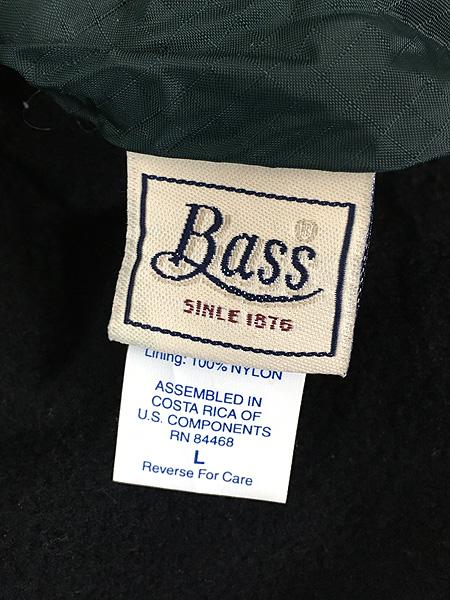 Bass®
SINCE 1876
Lining: 100% NYLON
ASSEMBLED IN
COSTA RICA OF
U.S. COMPONENTS
RN 84468
L
Reverse For Care